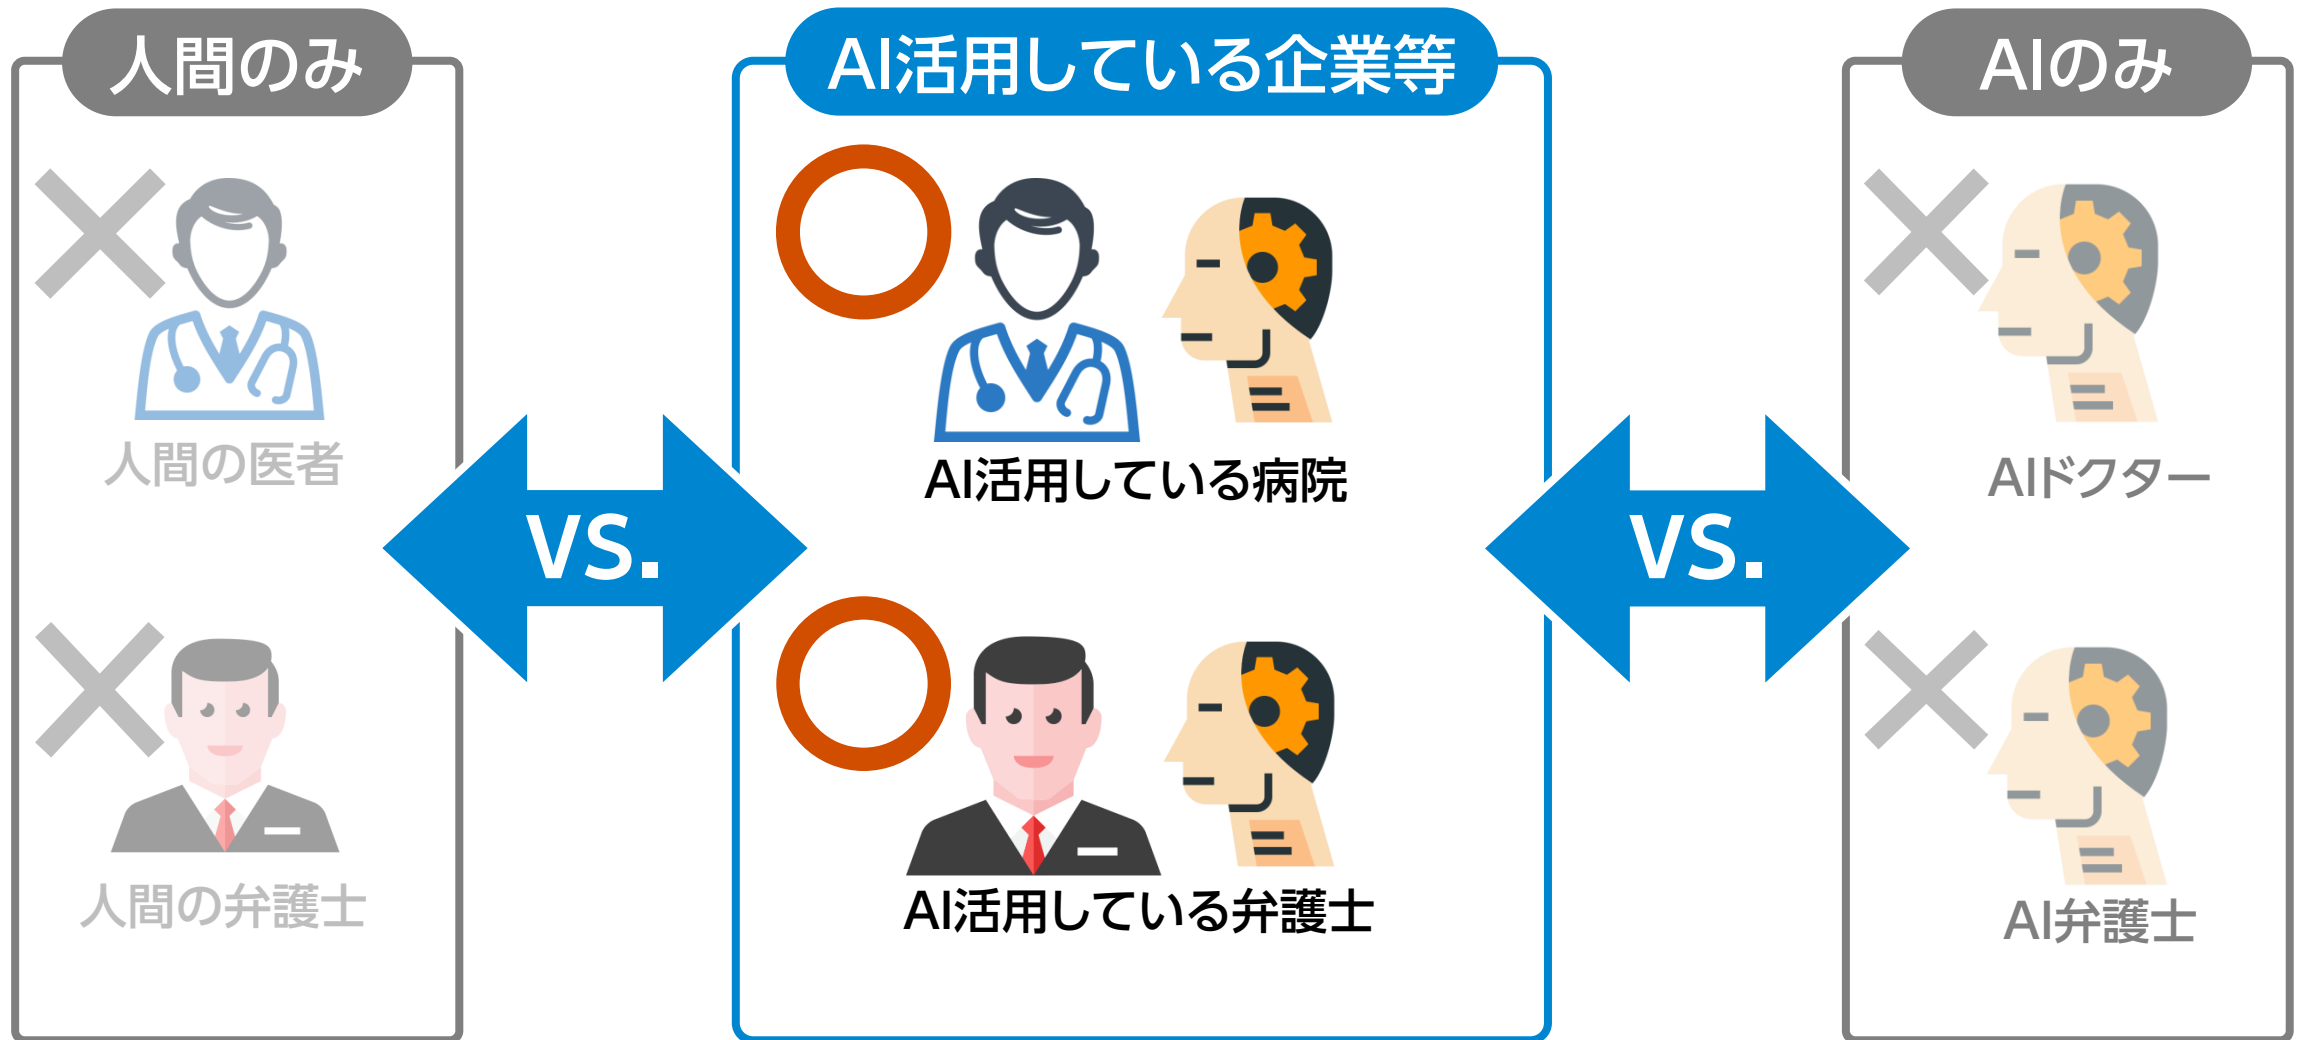 人間のみ
人間の医者
人間の弁護士
VS.
AI活用している企業等
AI活用している病院
AI活用している弁護士
VS.
AIのみ
AIドクター
AI弁護士